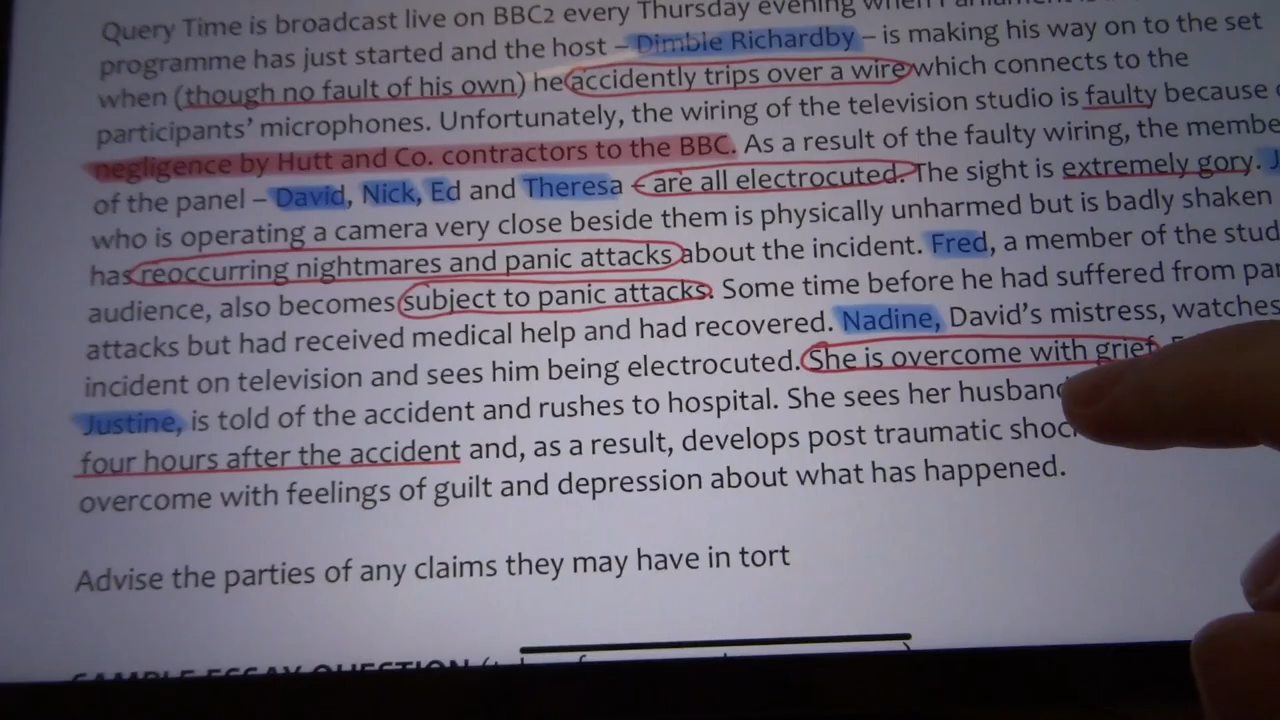 Query Time is broadcast live on BBC2 every Thursday evening when
programme has just started and the host – Dimble Richardby – is making his way on to the set
when (though no fault of his own) he accidently trips over a wire which connects to the
participants’ microphones. Unfortunately, the wiring of the television studio is faulty because
negligence by Hutt and Co. contractors to the BBC. As a result of the faulty wiring, the
of the panel – David, Nick, Ed and Theresa – are all electrocuted. The sight is extremely gory.
who is operating a camera very close beside them is physically unharmed but is badly shaken
has reoccurring nightmares and panic attacks about the incident. Fred, a member of the
audience, also becomes subject to panic attacks. Some time before he had suffered from
attacks but had received medical help and had recovered. Nadine, David’s mistress, watches
incident on television and sees him being electrocuted. She is overcome with grief.
Justine, is told of the accident and rushes to hospital. She sees her
four hours after the accident and, as a result, develops post traumatic
overcome with feelings of guilt and depression about what has happened.
Advise the parties of any claims they may have in tort
SAMPLE ESSAY QUESTION